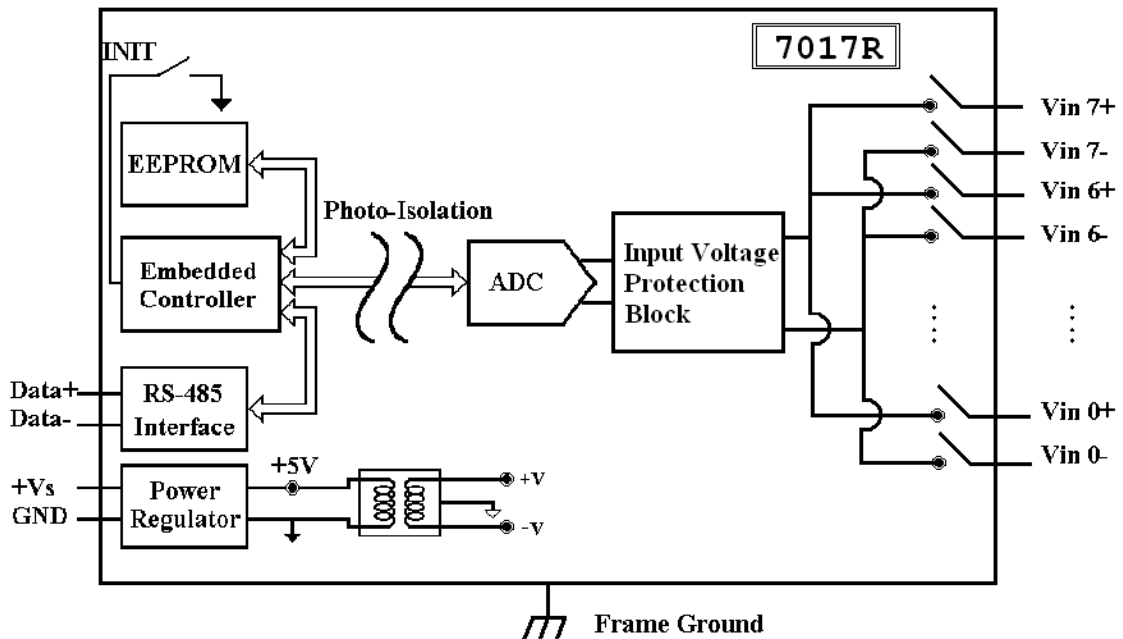 INIT
7017R
EEPROM
Photo-Isolation
Embedded
Controller
ADC
Input Voltage
Protection
Block
Vin 7+
Vin 7-
Vin 6+
Vin 6-
Data+
Data-
RS-485
Interface
Vin 0+
Vin 0-
+Vs
GND
Power
Regulator
+5V
+V
-V
Frame Ground